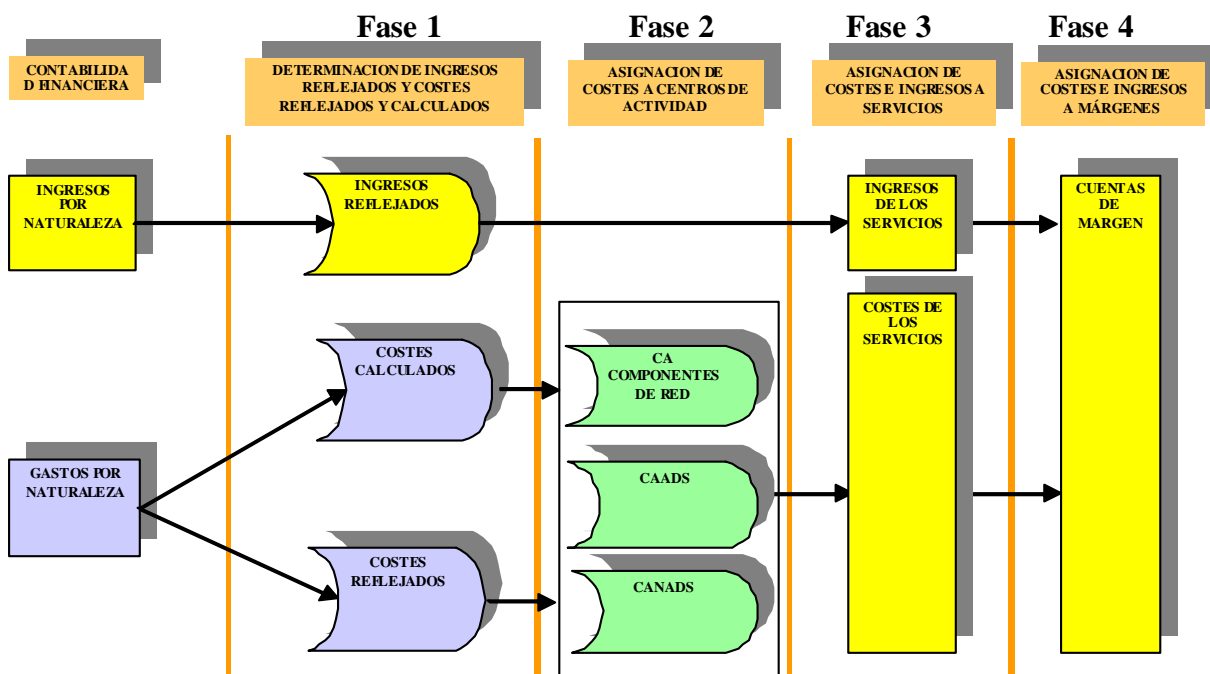 Fase 1
Fase 2
Fase 3
Fase 4
CONTABILIDA
D FINANCIERA
DETERMINACION DE INGRESOS
REFLEJADOS Y COSTES
REFLEJADOS Y CALCULADOS
ASIGNACION DE
COSTES A CENTROS DE
ACTIVIDAD
ASIGNACION DE
COSTES E INGRESOS A
SERVICIOS
ASIGNACION DE
COSTES E INGRESOS
A MÁRGENES
INGRESOS
POR
NATURALEZA
INGRESOS
REFLEJADOS
INGRESOS
DE LOS
SERVICIOS
CUENTAS
DE
MARGEN
COSTES DE
LOS
SERVICIOS
COSTES
CALCULADOS
CA
COMPONENTES
DE RED
GASTOS POR
NATURALEZA
CAADS
COSTES
REFLEJADOS
CANADS